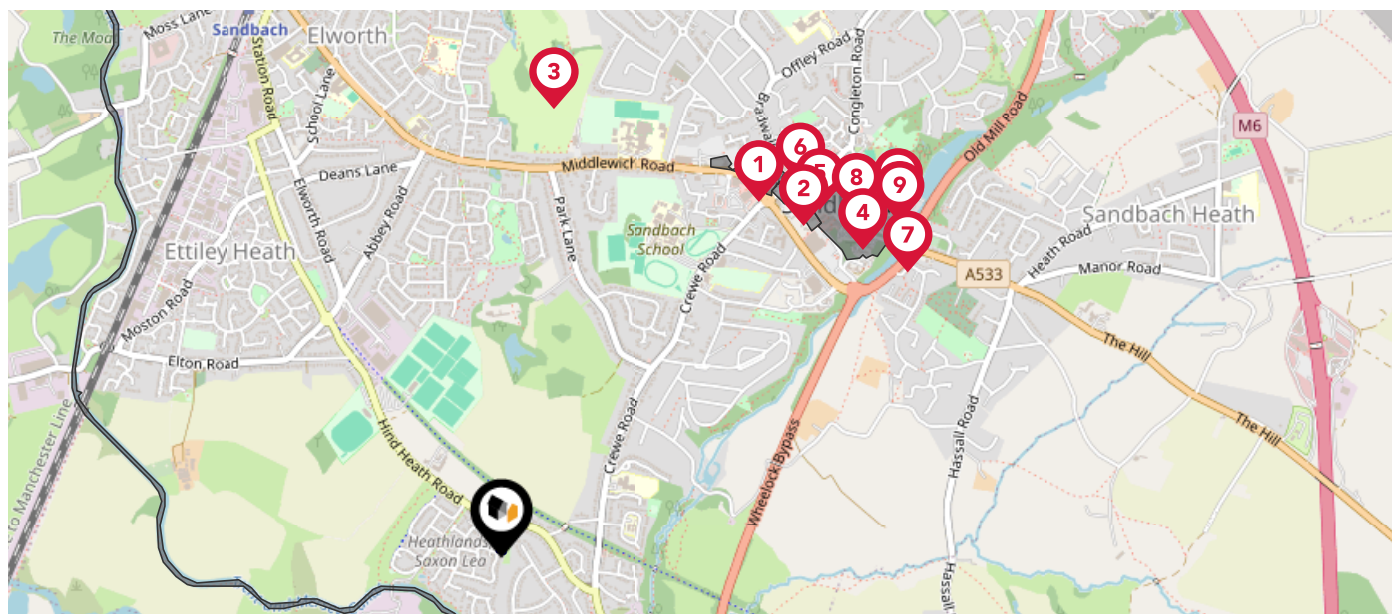 Moss Lane
The Moat
Sandbach
Elworth
Station Road
School Lane
3
Offley Road
Congleton Road
Old Mill Road
M6
Middlewich Road
Deans Lane
6
1
5
8
2
9
4
7
Elworth Road
Abbey Road
Park Lane
Sandbach
School
Crewe Road
Ettiley Heath
Sandbach Heath
Heath Road
Manor Road
A533
Moston Road
Elton Road
The Hill
The Hill
Hind Heath Road
Crewe Road
Wheelock Bypass
Hassall Road
e to Manchester Line
Heathlands
Saxon Lea
Hassall